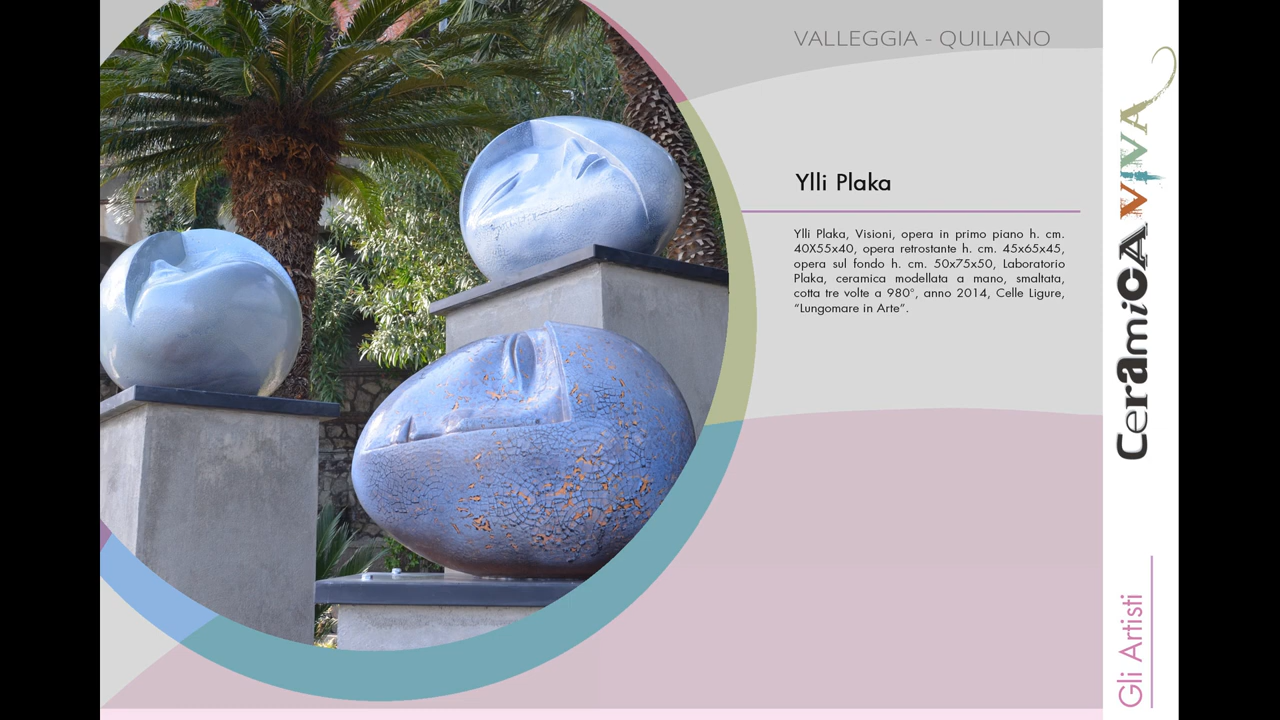 VALLEGGIA - QUILIANO
Ylli Plaka
Ylli Plaka, Visioni, opera in primo piano h. cm.
40X55x40, opera retrostante h. cm. 45x65x45,
opera sul fondo h. cm. 50x75x50, Laboratorio
Plaka, ceramica modellata a mano, smaltata,
cotta tre volte a 980°, anno 2014, Celle Ligure,
“Lungomare in Arte”.
CerAmiCA VIVA
Gli Artisti